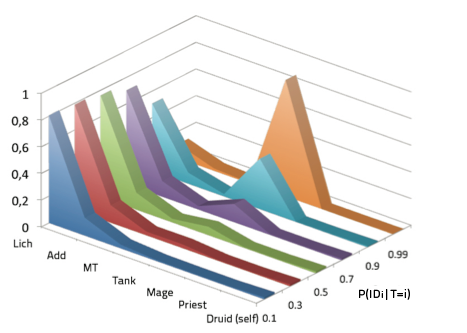 1
0,8
0,6
0,4
0,2
0
Lich
Add
MT
Tank
Mage
Priest
Druid (self)
0.1
0.3
0.5
0.7
0.9
0.99
P(IDi|T=i)